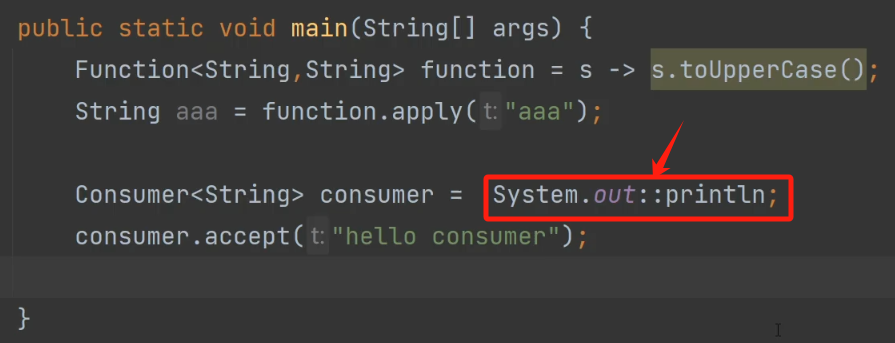 public static void main(String[] args) {
Function<String,String> function = s -> s.toUpperCase();
String aaa = function.apply( t: "aaa");
Consumer<String> consumer = System.out::println;
consumer.accept( t: "hello consumer");
}